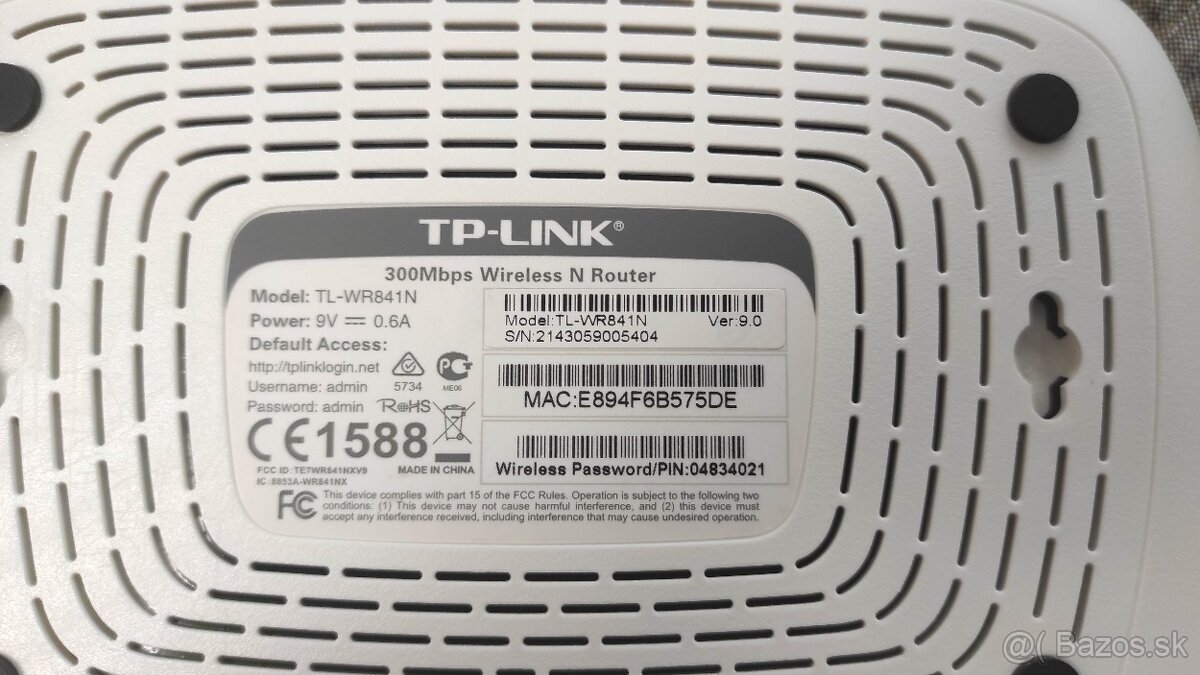 TP-LINK®
300Mbps Wireless N Router
Model: TL-WR841N
Power: 9V ⎓ 0.6A
Default Access:
http://tplinklogin.net
Username: admin
Password: admin
5734
PCT
ME06
RoHS
CE1588
FCC ID: TE7WR841NXV9
IC: 8853A-WR841NX
MADE IN CHINA
Model:TL-WR841N Ver:9.0
S/N:2143059005404
MAC:E894F6B575DE
Wireless Password/PIN:04834021
FC This device complies with part 15 of the FCC Rules. Operation is subject to the following two
conditions: (1) This device may not cause harmful interference, and (2) this device must
accept any interference received, including interference that may cause undesired operation.
@( Bazos.sk